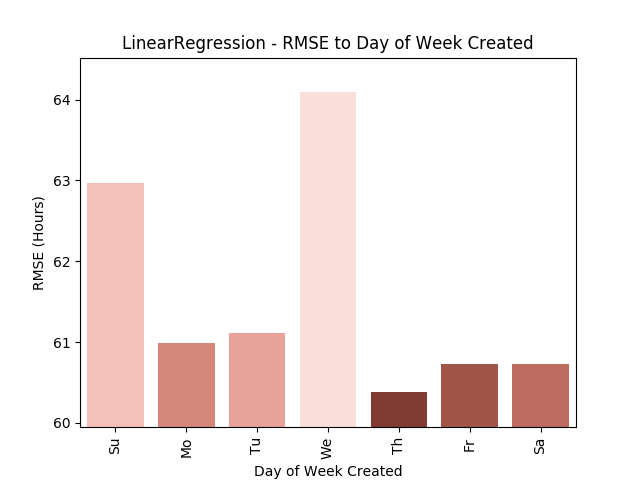 LinearRegression - RMSE to Day of Week Created
64
63
62
61
60
RMSE (Hours)
Su Mo Tu We Th Fr Sa
Day of Week Created